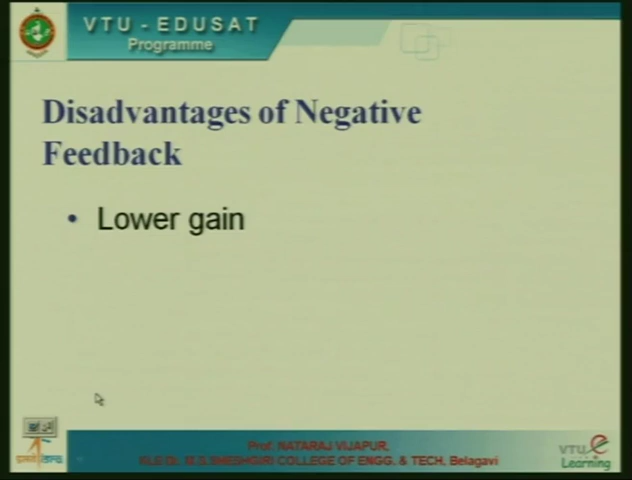 VTU - EDUSAT
Programme
Disadvantages of Negative
Feedback
• Lower gain
Prof. NATARAJ VIJAPUR,
COLLEGE OF ENGG. & TECH, Belagavi
VTU e
Learning